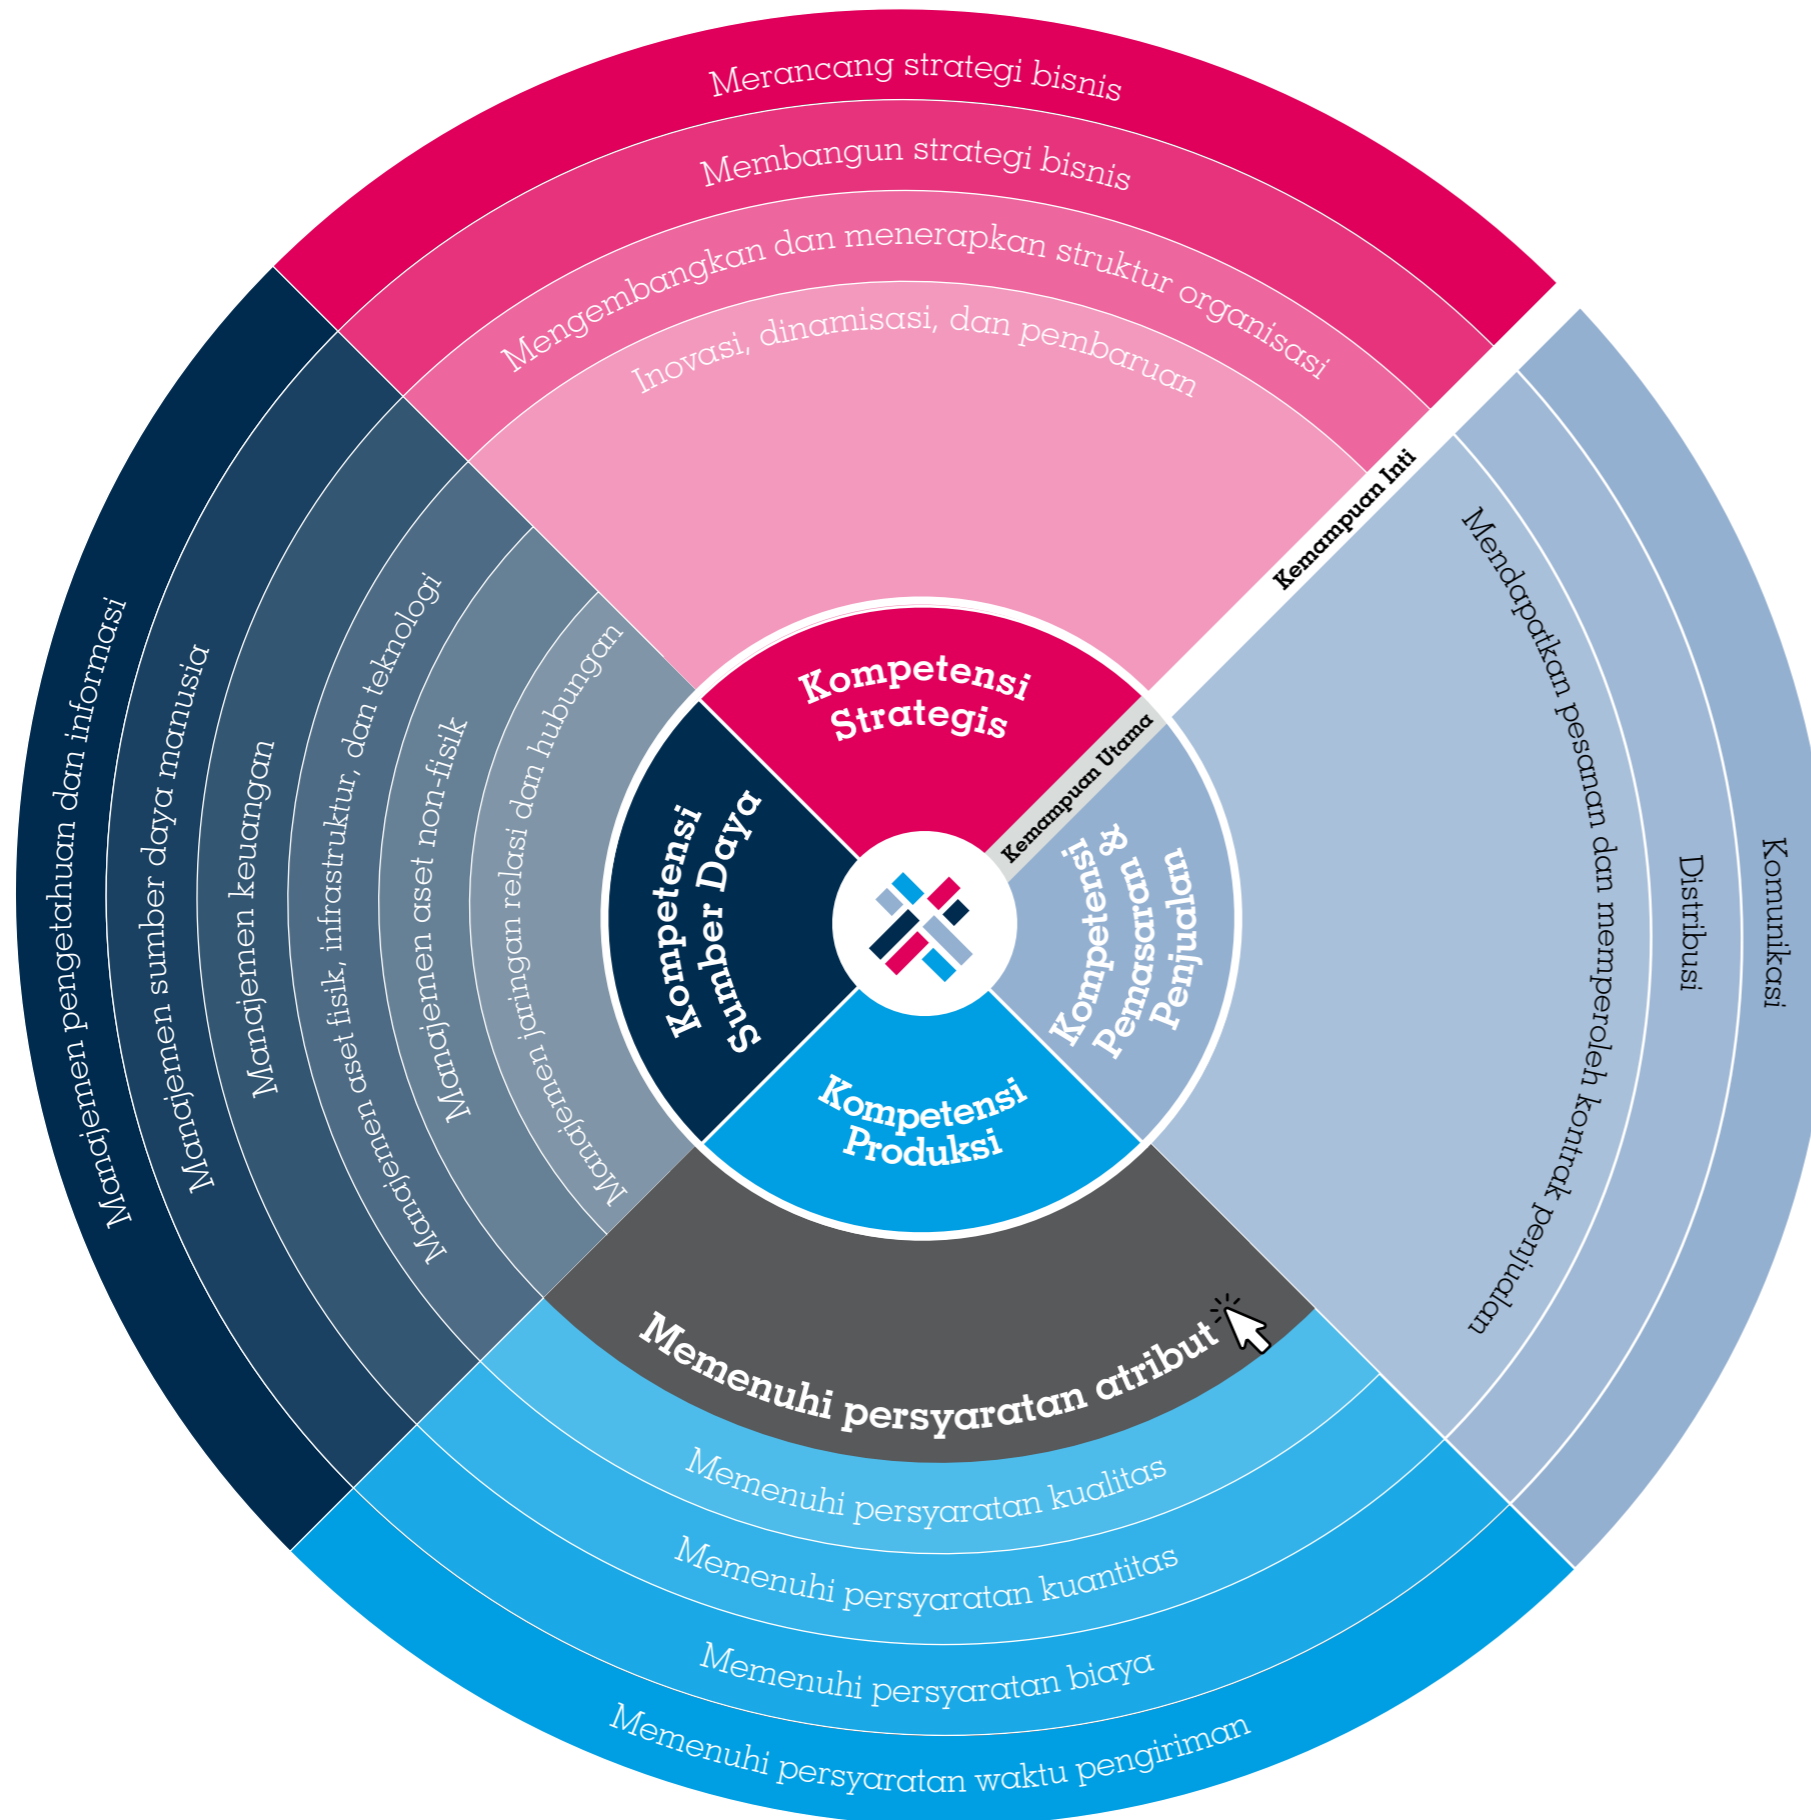 Merancang strategi bisnis
Membangun strategi bisnis
Mengembangkan dan menerapkan struktur organisasi
Inovasi, dinamisasi, dan pembaruan
Kompetensi
Strategis
Kemampuan Inti
Kemampuan Utama
Kompetensi
Pemasaran &
Penjualan
Mendapatkan pesanan dan memperoleh kontrak penjualan
Distribusi
Komunikasi
Kompetensi
Produksi
Memenuhi persyaratan atribut
Memenuhi persyaratan kualitas
Memenuhi persyaratan kuantitas
Memenuhi persyaratan biaya
Memenuhi persyaratan waktu pengiriman
Kompetensi
Sumber Daya
Manajemen jaringan relasi dan hubungan
Manajemen aset non-fisik
Manajemen aset fisik, infrastruktur, dan teknologi
Manajemen keuangan
Manajemen sumber daya manusia
Manajemen pengetahuan dan informasi